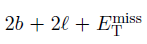 2b + 2ℓ + E_T^miss